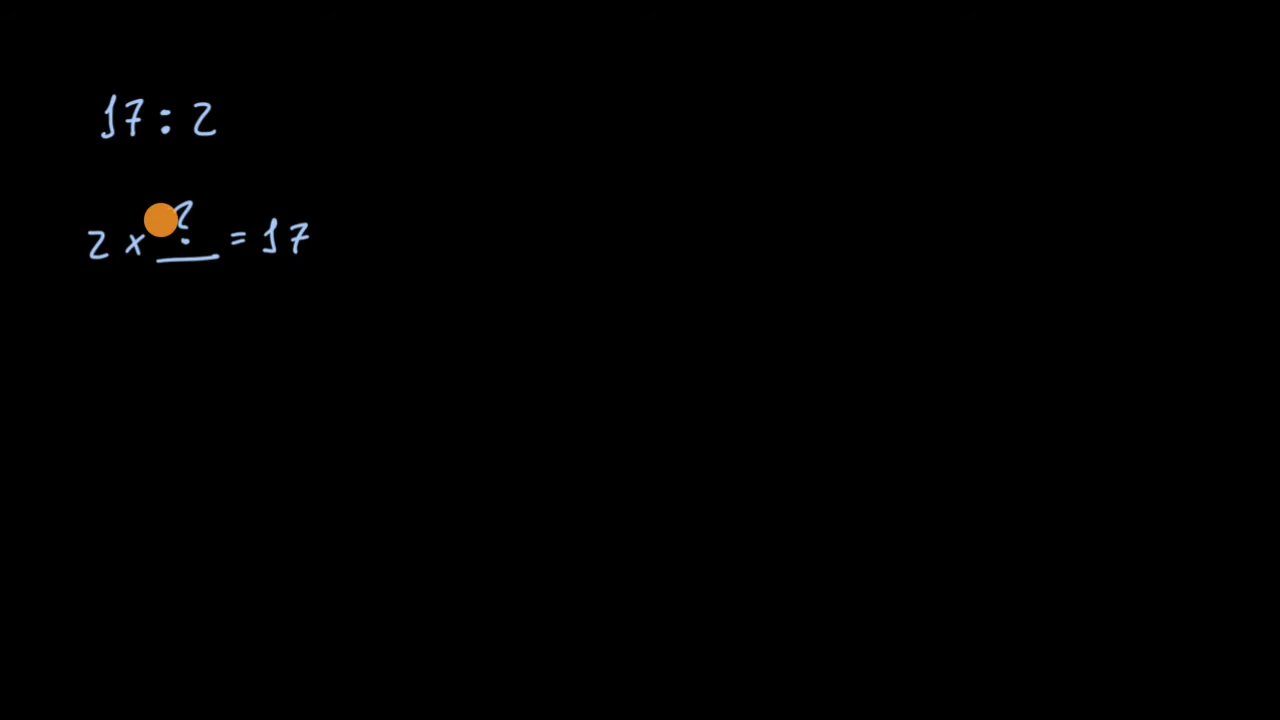 17 : 2
2 x ? = 17